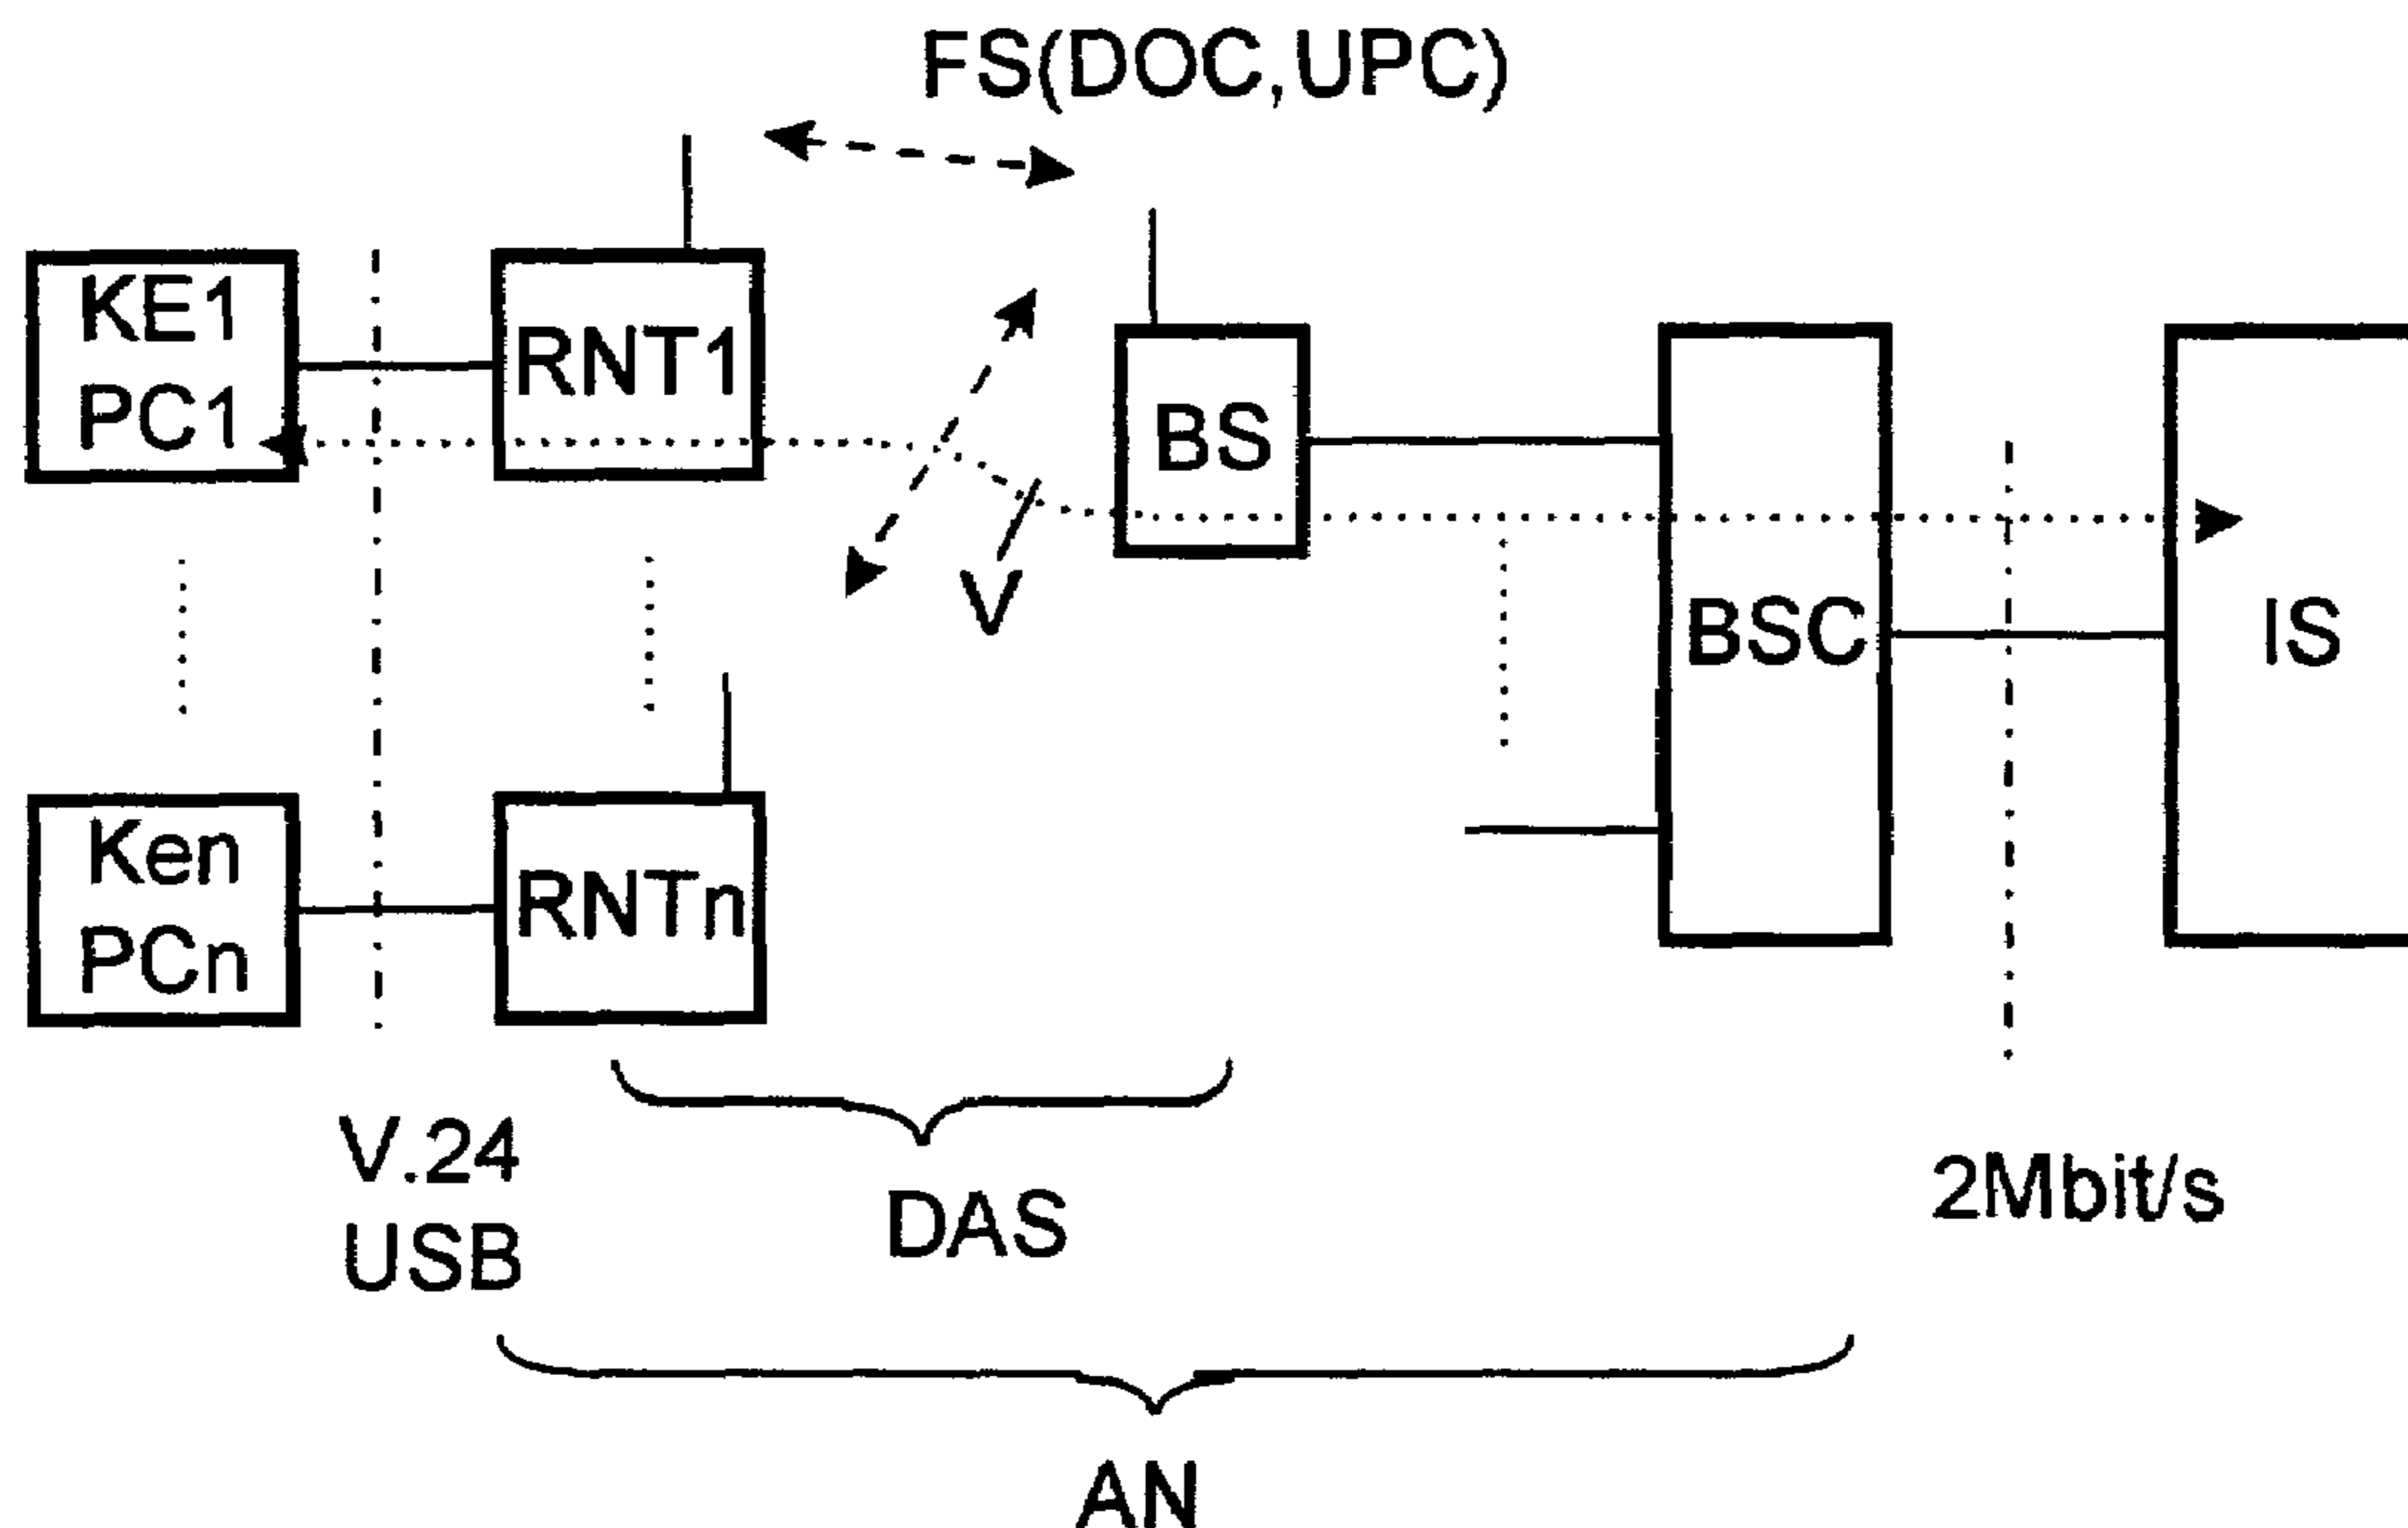 FS(DOC,UPC)
KE1
PC1
RNT1
BS
V
BSC
IS
Ken
PCn
RNTn
V.24
USB
DAS
2Mbit/s
AN